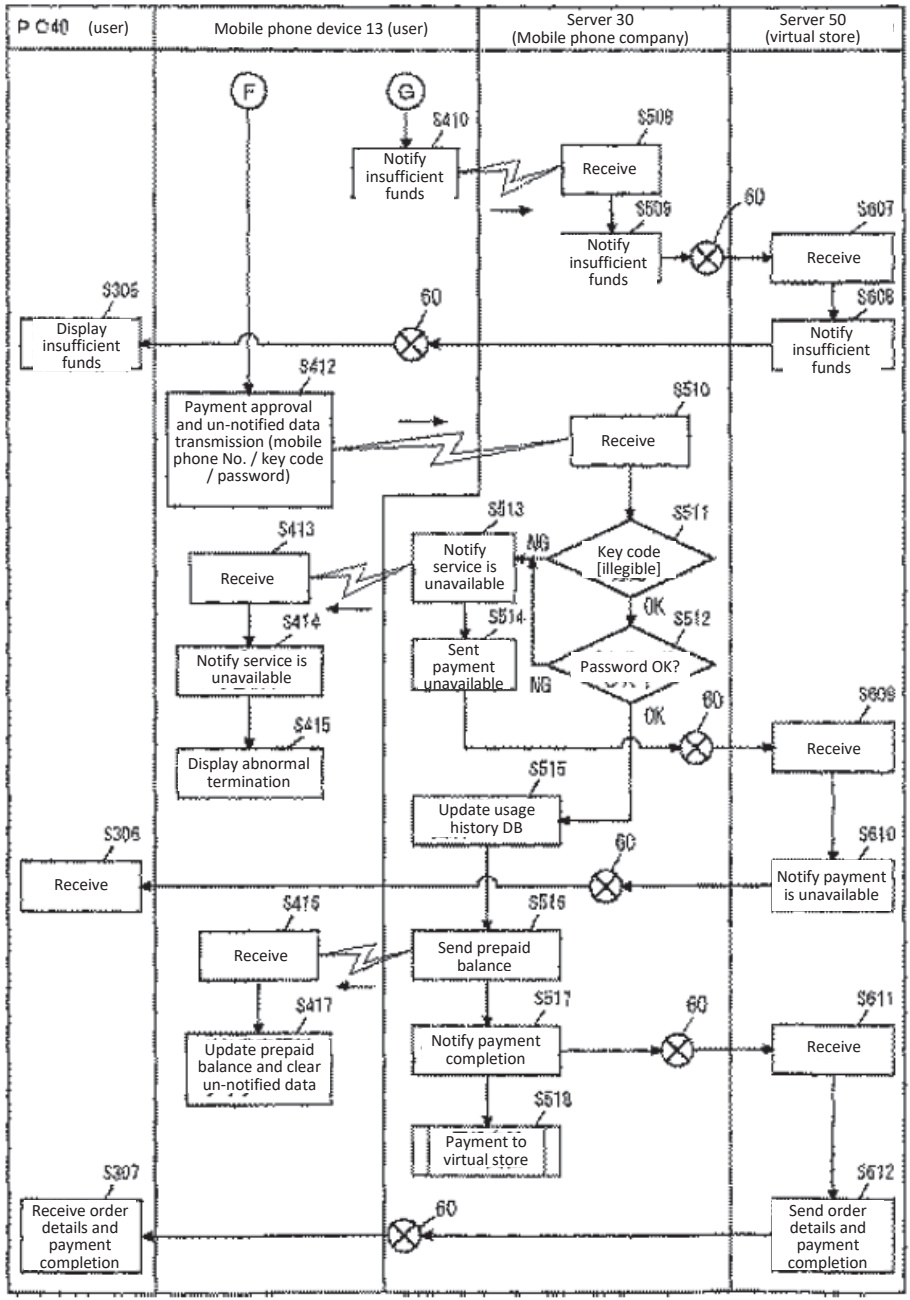 PC40 (user)
Mobile phone device 13 (user)
Server 30
(Mobile phone company)
Server 50
(virtual store)
F
G
S410
Notify
insufficient
funds
S508
Receive
S509
Notify
insufficient
funds
60
S607
Receive
S608
Notify
insufficient
funds
60
S305
Display
insufficient
funds
S412
Payment approval
and un-notified data
transmission (mobile
phone No. / key code
/ password)
S510
Receive
S511
Key code
[illegible]
NG
OK
S513
Notify
service is
unavailable
S413
Receive
S512
Password OK?
NG
OK
S514
Sent
payment
unavailable
S414
Notify service is
unavailable
60
S609
Receive
S415
Display abnormal
termination
S515
Update usage
history DB
S610
Notify payment
is unavailable
60
S306
Receive
S516
Send prepaid
balance
S416
Receive
S417
Update prepaid
balance and clear
un-notified data
S517
Notify payment
completion
60
S611
Receive
S518
Payment to
virtual store
S612
Send order
details and
payment
completion
60
S307
Receive order
details and
payment
completion